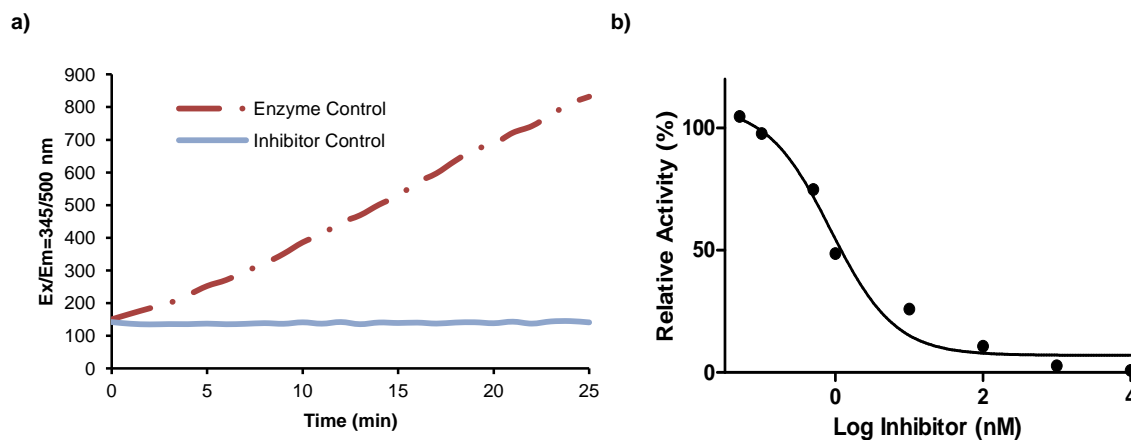 a)
900
800
700
600
500
400
300
200
100
0
Ex/Em=345/500 nm
Enzyme Control
Inhibitor Control
0 5 10 15 20 25
Time (min)
b)
100
50
0
Relative Activity (%)
0 2 4
Log Inhibitor (nM)